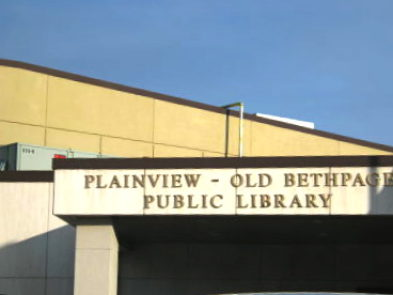 PLAINVIEW - OLD BETHPAGE
PUBLIC LIBRARY